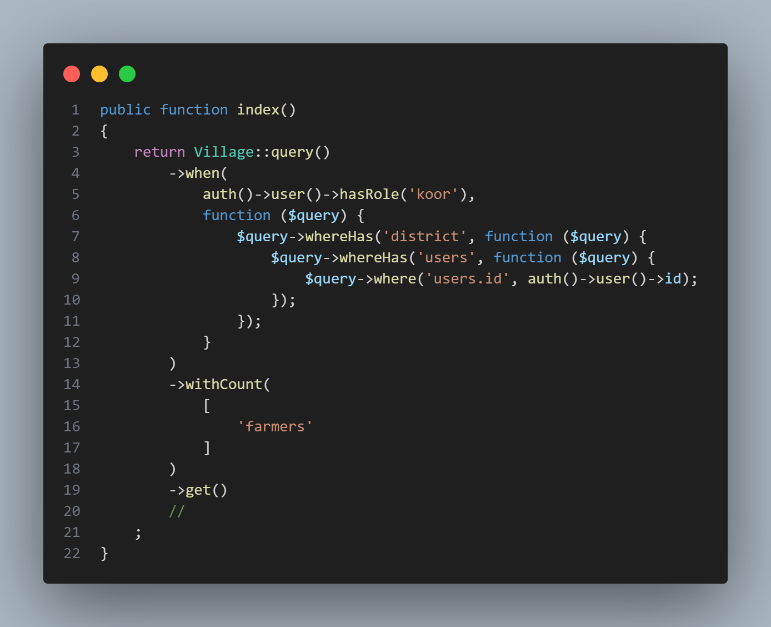 1 public function index()
2 {
3     return Village::query()
4         ->when(
5             auth()->user()->hasRole('koor'),
6             function ($query) {
7                 $query->whereHas('district', function ($query) {
8                     $query->whereHas('users', function ($query) {
9                         $query->where('users.id', auth()->user()->id);
10                     });
11                 });
12             }
13         )
14         ->withCount(
15             [
16                 'farmers'
17             ]
18         )
19         ->get()
20         //
21     ;
22 }